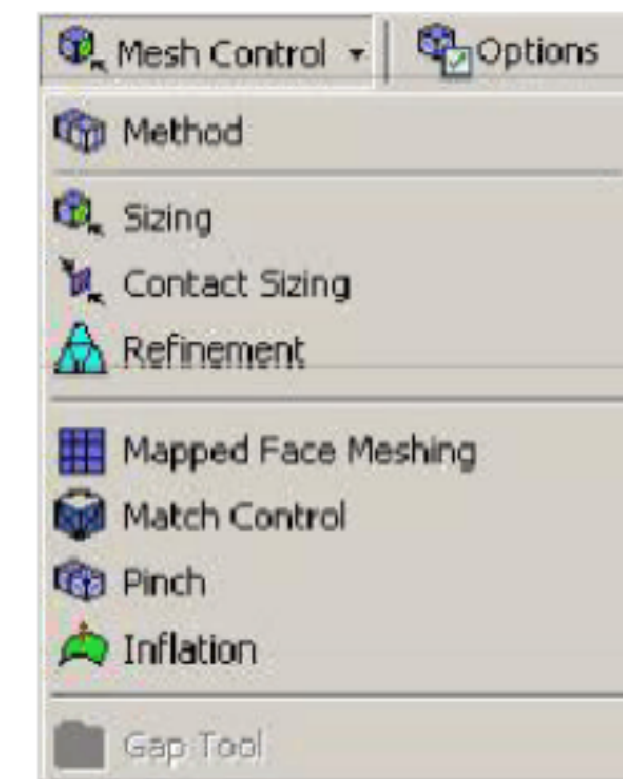 Mesh Control Options
Method
Sizing
Contact Sizing
Refinement
Mapped Face Meshing
Match Control
Pinch
Inflation
Gap Tool